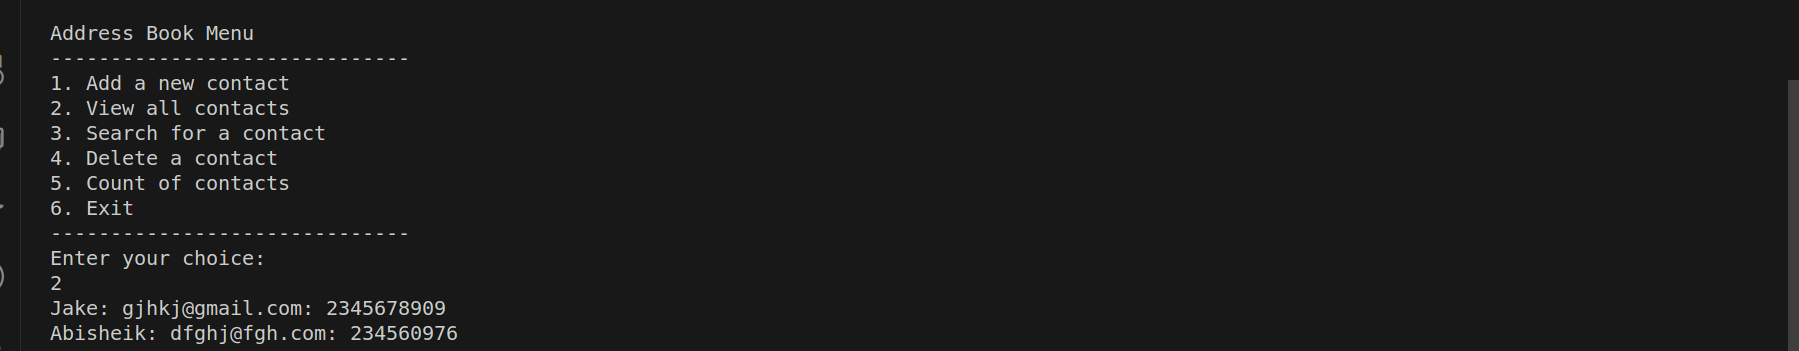 Address Book Menu
------------------------------
1. Add a new contact
2. View all contacts
3. Search for a contact
4. Delete a contact
5. Count of contacts
6. Exit
------------------------------
Enter your choice:
2
Jake: gjhkj@gmail.com: 2345678909
Abisheik: dfghj@fgh.com: 234560976